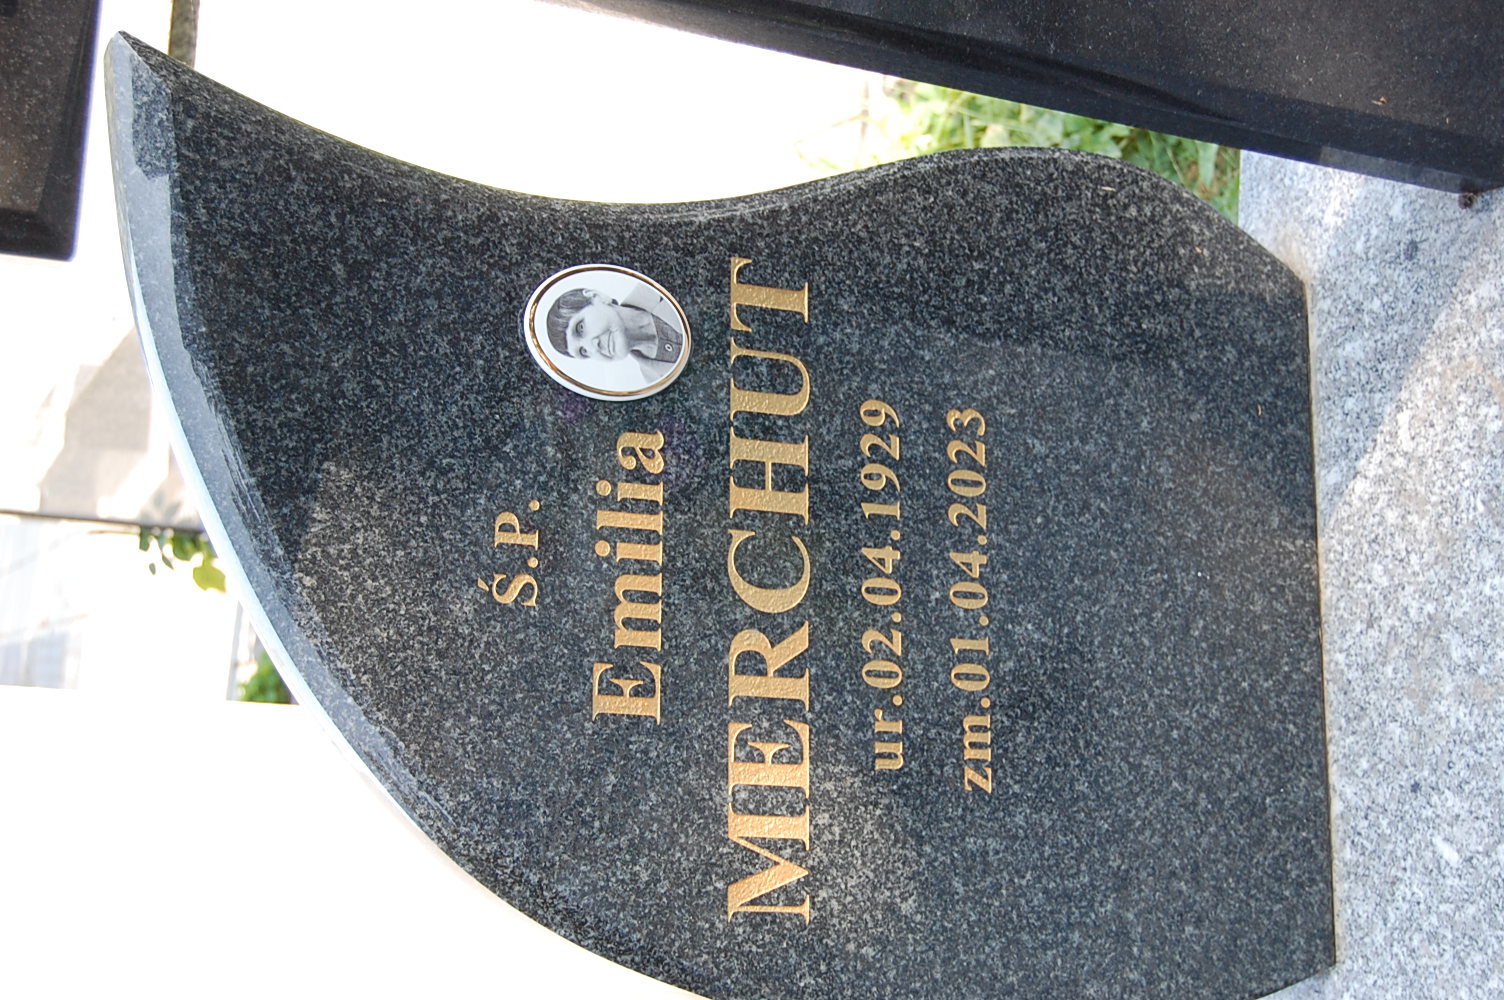 Ś.P.
Emilia
MERCHUT
ur.02.04.1929
zm.01.04.2023